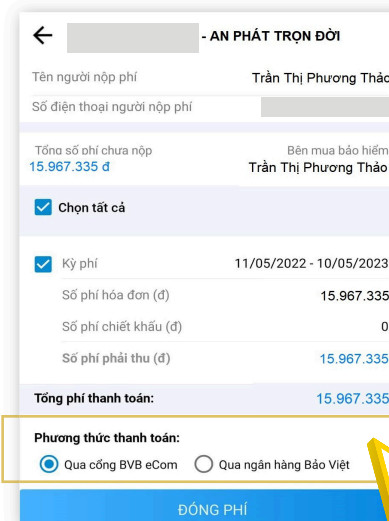 - AN PHÁT TRỌN ĐỜI
Tên người nộp phí Trần Thị Phương Thảo
Số điện thoại người nộp phí
Tổng số phí chưa nộp Bên mua bảo hiểm
15.967.335 đ Trần Thị Phương Thảo
Chọn tất cả
Kỳ phí 11/05/2022 - 10/05/2023
Số phí hóa đơn (đ) 15.967.335
Số phí chiết khấu (đ) 0
Số phí phải thu (đ) 15.967.335
Tổng phí thanh toán: 15.967.335
Phương thức thanh toán:
Qua cổng BVB eCom Qua ngân hàng Bảo Việt
ĐÓNG PHÍ